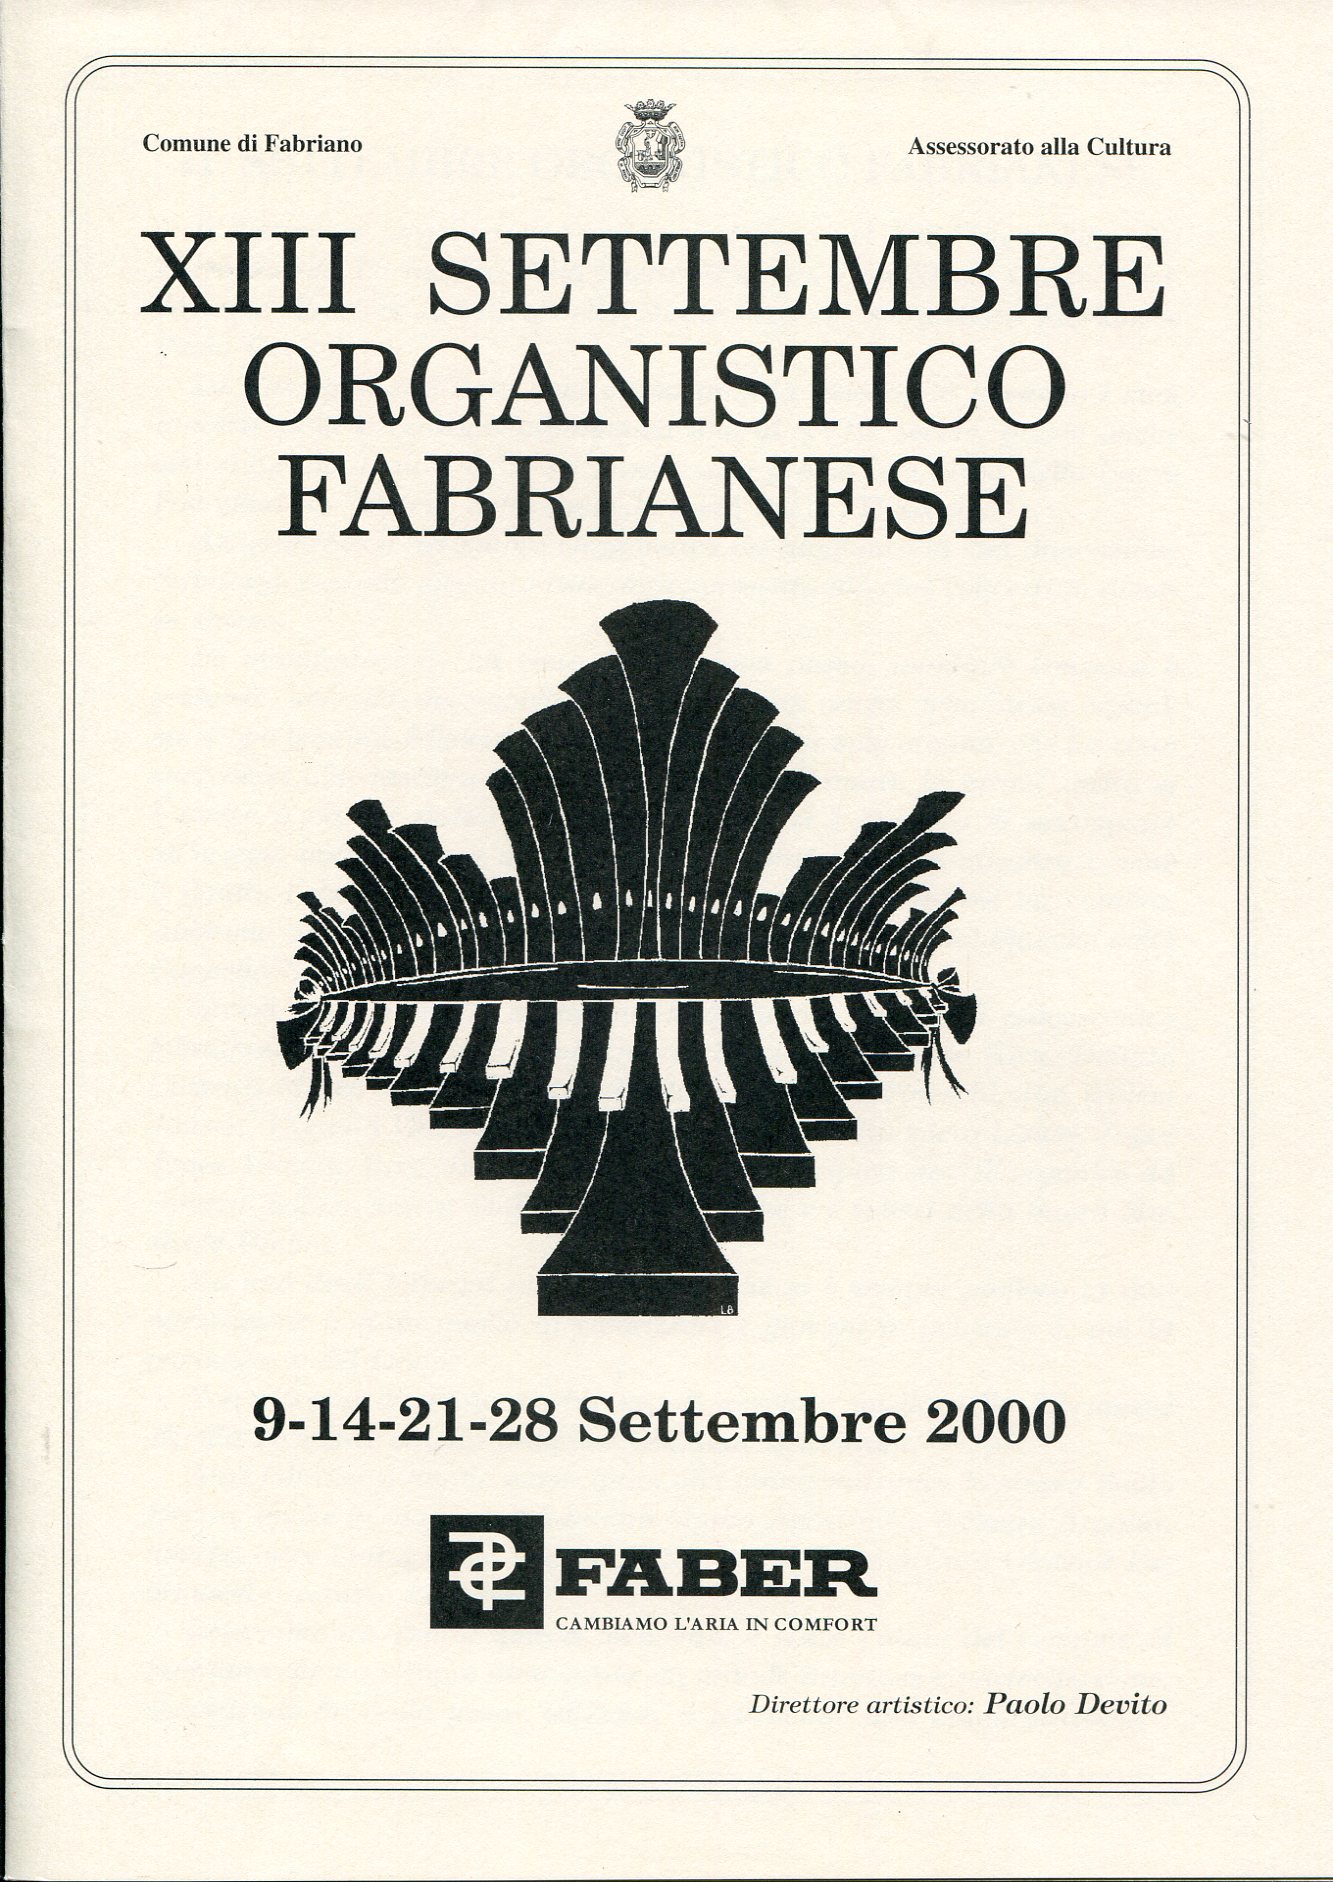 Comune di Fabriano
Assessorato alla Cultura
XIII SETTEMBRE
ORGANISTICO
FABRIANESE
LB
9-14-21-28 Settembre 2000
FABER
CAMBIAMO L'ARIA IN COMFORT
Direttore artistico: Paolo Devito